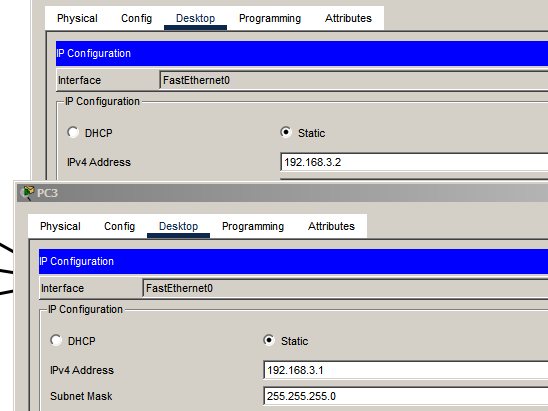 Physical Config Desktop Programming Attributes
IP Configuration
Interface FastEthernet0
IP Configuration
DHCP Static
IPv4 Address 192.168.3.2
PC3
Physical Config Desktop Programming Attributes
IP Configuration
Interface FastEthernet0
IP Configuration
DHCP Static
IPv4 Address 192.168.3.1
Subnet Mask 255.255.255.0